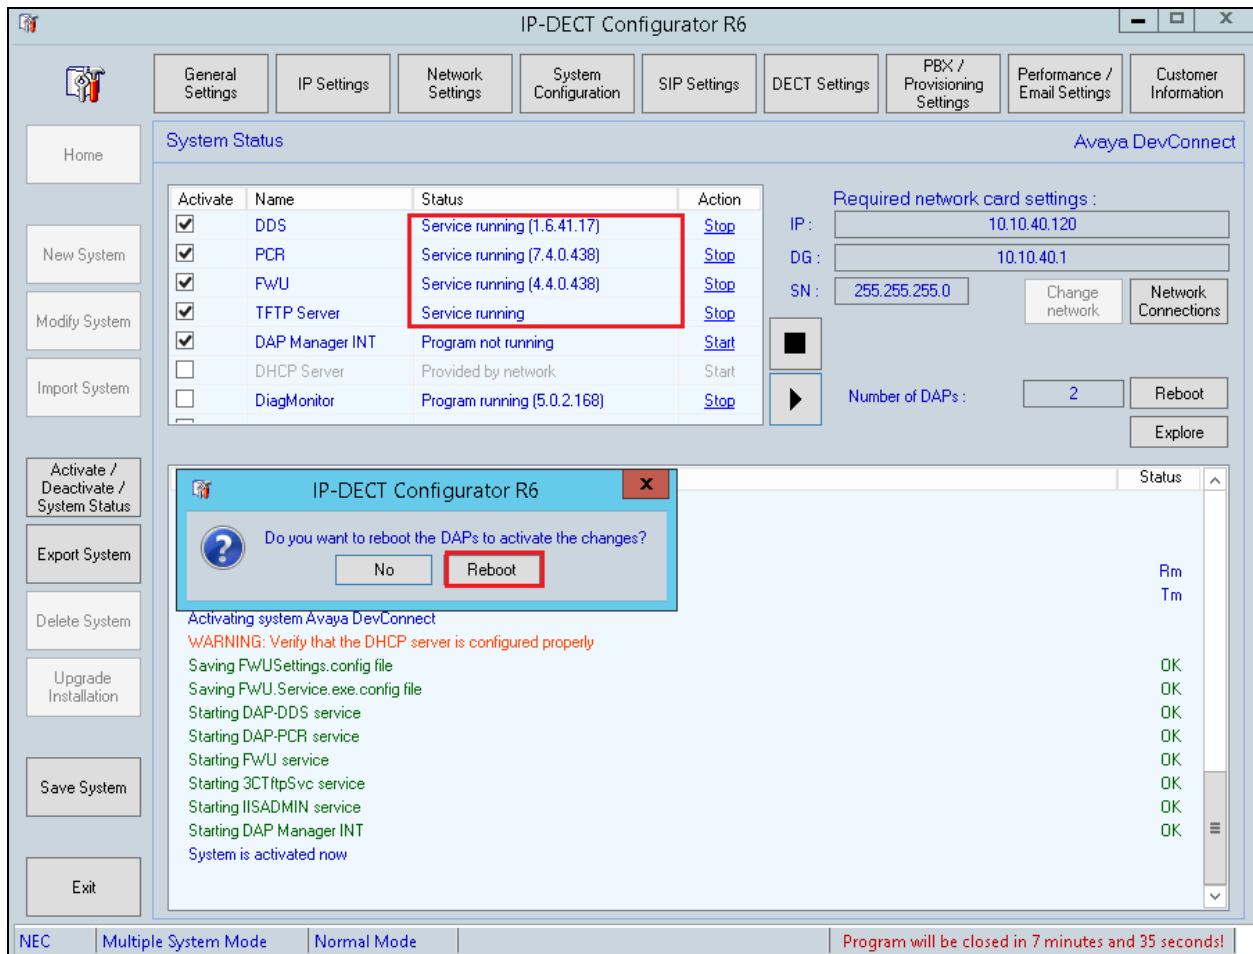 IP-DECT Configurator R6
General Settings
IP Settings
Network Settings
System Configuration
SIP Settings
DECT Settings
PBX / Provisioning Settings
Performance / Email Settings
Customer Information
Home
New System
Modify System
Import System
Activate / Deactivate / System Status
Export System
Delete System
Upgrade Installation
Save System
Exit
System Status
Avaya DevConnect
Activate Name Status Action
DDS Service running (1.6.41.17) Stop
PCR Service running (7.4.0.438) Stop
FWU Service running (4.4.0.438) Stop
TFTP Server Service running Stop
DAP Manager INT Program not running Start
DHCP Server Provided by network Start
DiagMonitor Program running (5.0.2.168) Stop
Required network card settings :
IP : 10.10.40.120
DG : 10.10.40.1
SN : 255.255.255.0
Change network
Network Connections
Number of DAPs : 2
Reboot
Explore
Status
IP-DECT Configurator R6
x
Do you want to reboot the DAPs to activate the changes?
No
Reboot
Rm
Tm
Activating system Avaya DevConnect
WARNING: Verify that the DHCP server is configured properly
Saving FWUSettings.config file OK
Saving FWU.Service.exe.config file OK
Starting DAP-DDS service OK
Starting DAP-PCR service OK
Starting FWU service OK
Starting 3CTftpSvc service OK
Starting IISADMIN service OK
Starting DAP Manager INT OK
System is activated now
NEC
Multiple System Mode
Normal Mode
Program will be closed in 7 minutes and 35 seconds!